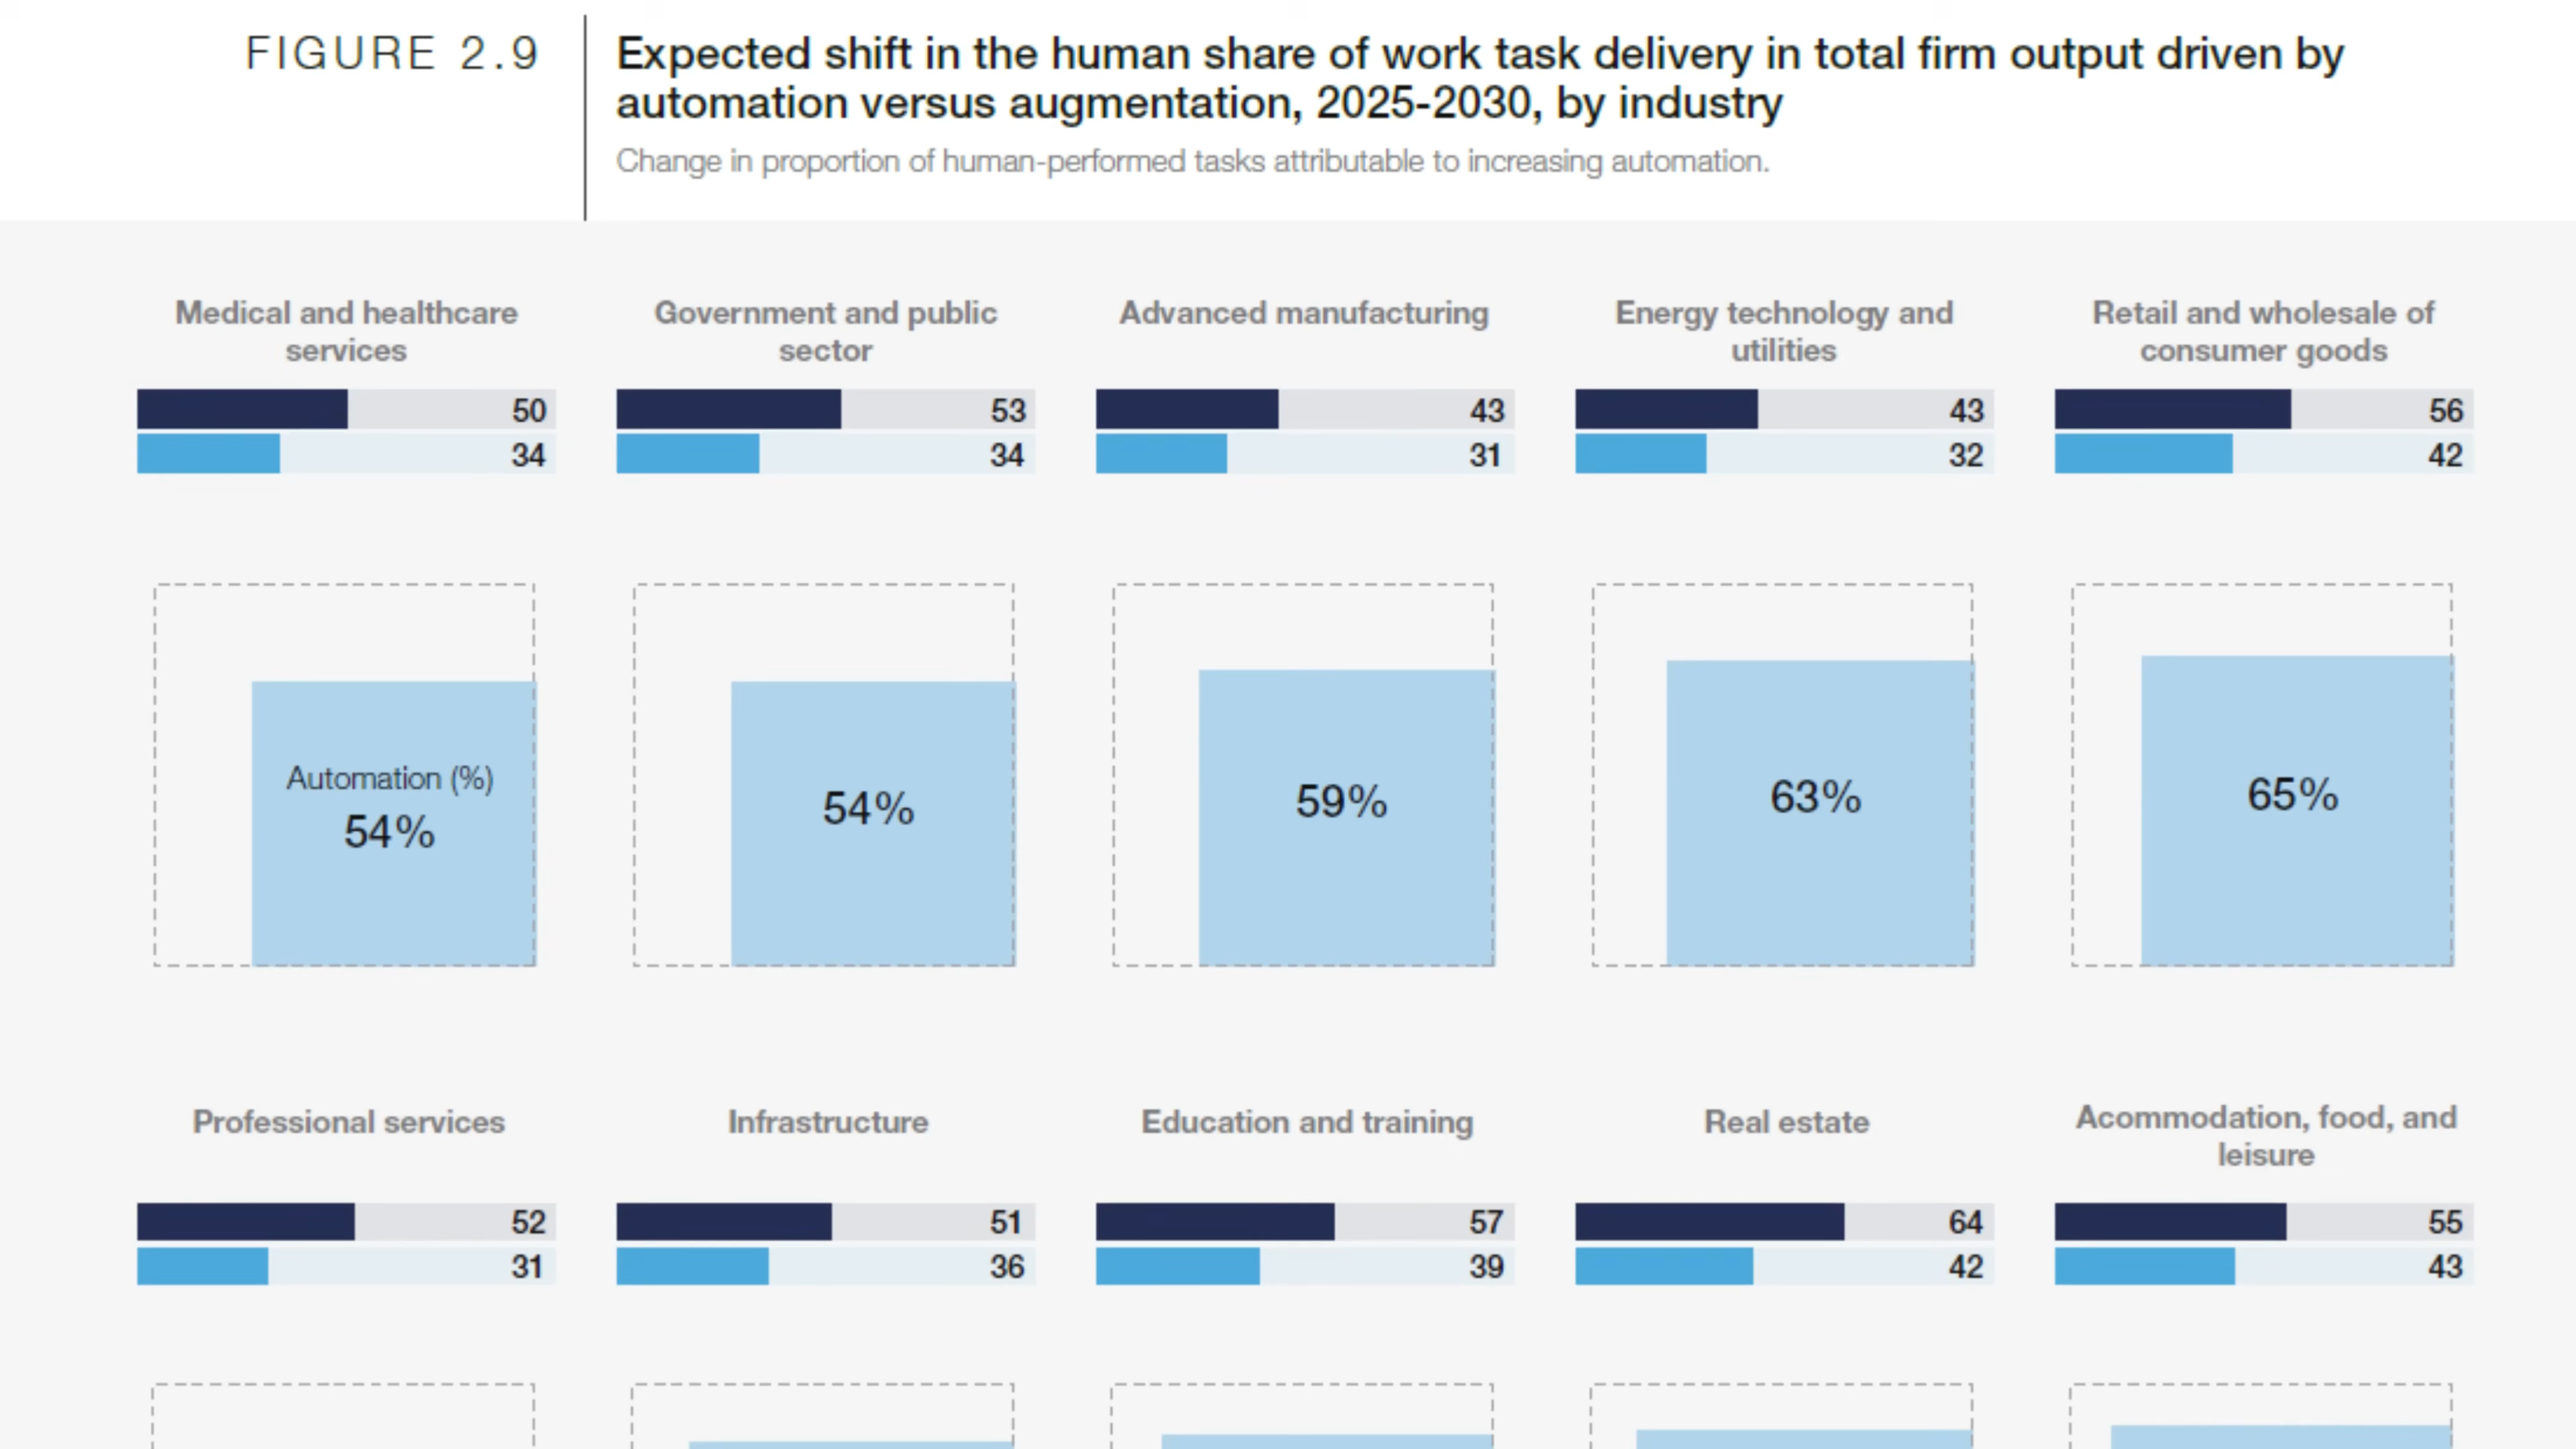 FIGURE 2.9
Expected shift in the human share of work task delivery in total firm output driven by
automation versus augmentation, 2025-2030, by industry
Change in proportion of human-performed tasks attributable to increasing automation.
Medical and healthcare
services
50
34
Government and public
sector
53
34
Advanced manufacturing
43
31
Energy technology and
utilities
43
32
Retail and wholesale of
consumer goods
56
42
Automation (%)
54%
54%
59%
63%
65%
Professional services
52
31
Infrastructure
51
36
Education and training
57
39
Real estate
64
42
Acommodation, food, and
leisure
55
43